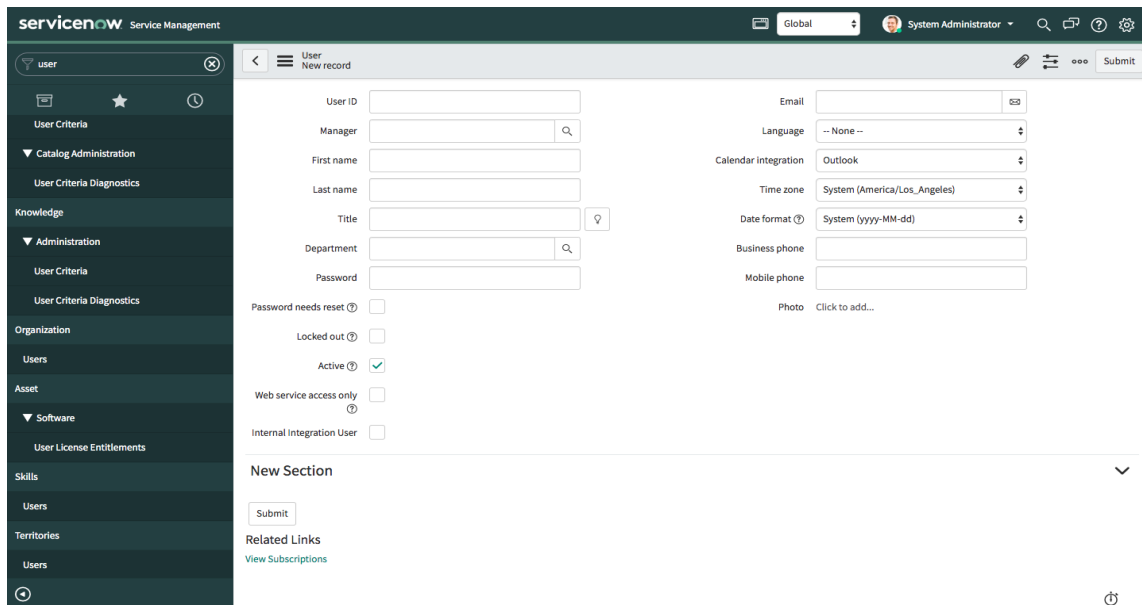 servicenow Service Management
Global
System Administrator
user
User
New record
Submit
User Criteria
Catalog Administration
User Criteria Diagnostics
Knowledge
Administration
User Criteria
User Criteria Diagnostics
Organization
Users
Asset
Software
User License Entitlements
Skills
Users
Territories
Users
User ID
Manager
First name
Last name
Title
Department
Password
Password needs reset
Locked out
Active
Web service access only
Internal Integration User
Email
Language -- None --
Calendar integration Outlook
Time zone System (America/Los_Angeles)
Date format System (yyyy-MM-dd)
Business phone
Mobile phone
Photo Click to add...
New Section
Submit
Related Links
View Subscriptions